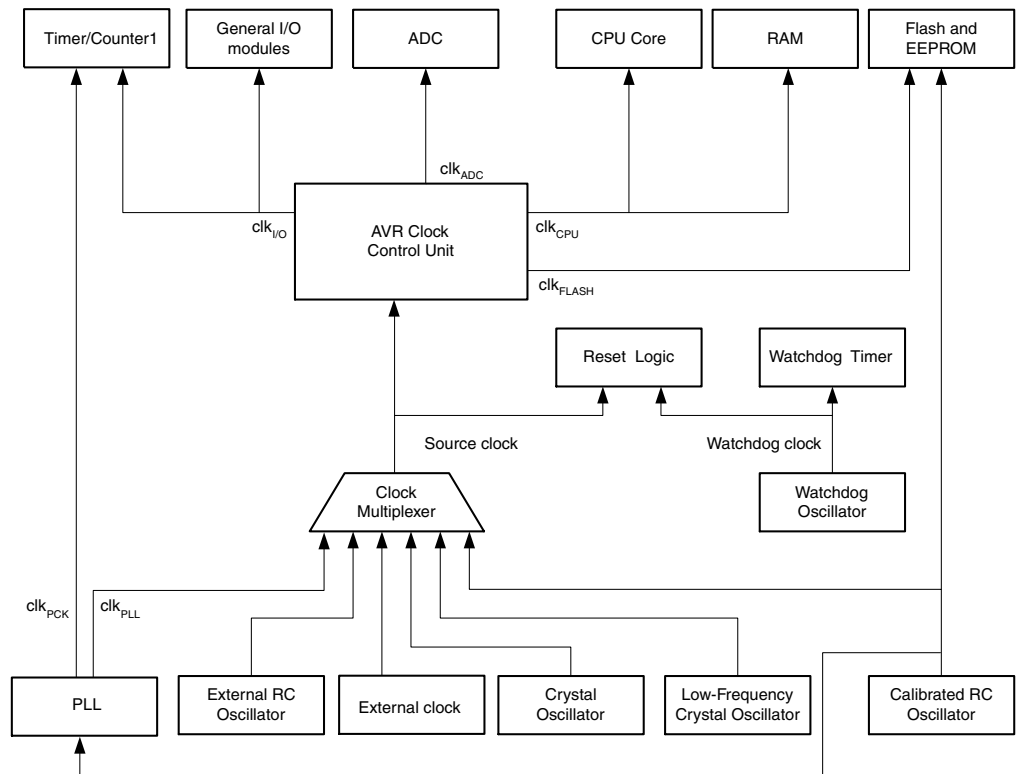 Timer/Counter1
General I/O
modules
ADC
CPU Core
RAM
Flash and
EEPROM
clkADC
clkI/O
AVR Clock
Control Unit
clkCPU
clkFLASH
Reset Logic
Watchdog Timer
Source clock
Watchdog clock
Clock
Multiplexer
Watchdog
Oscillator
clkPCK
clkPLL
PLL
External RC
Oscillator
External clock
Crystal
Oscillator
Low-Frequency
Crystal Oscillator
Calibrated RC
Oscillator